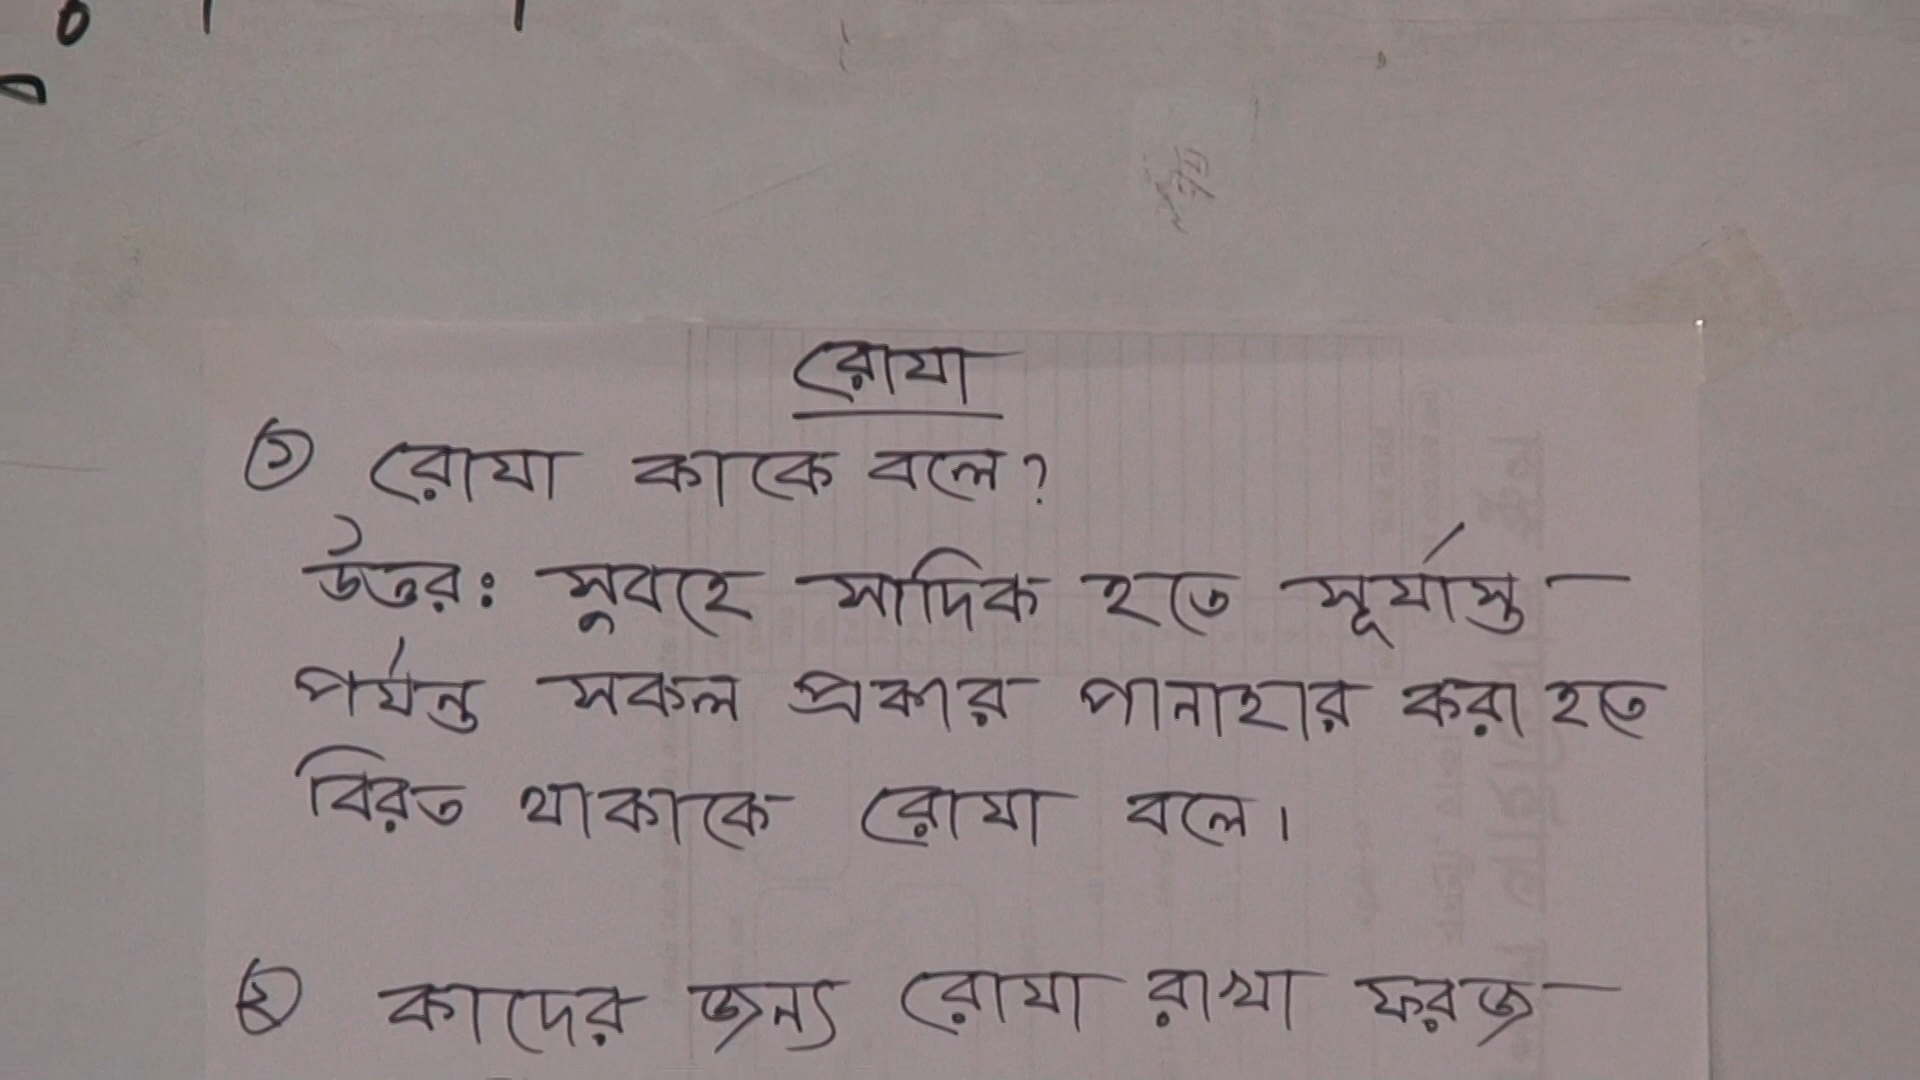 রোযা
১ রোযা কাকে বলে?
উত্তর: সুবহে সাদিক হতে সূর্যাস্ত
পর্যন্ত সকল প্রকার পানাহার করা হতে
বিরত থাকাকে রোযা বলে।
২ কাদের জন্য রোযা রাখা ফরজ